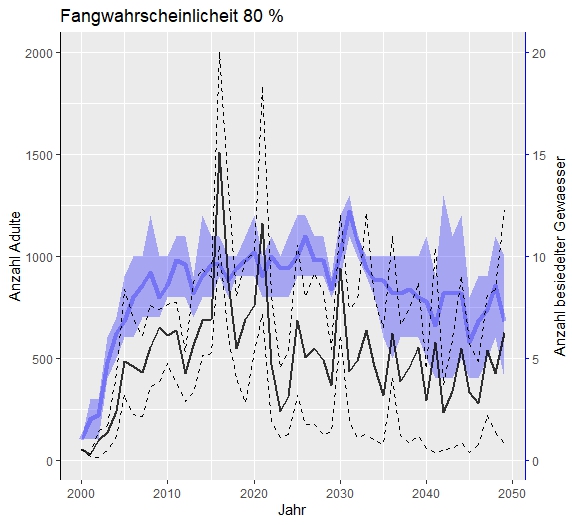 Fangwahrscheinlicheit 80 %
2000
1500
1000
500
0
Anzahl Adulte
20
15
10
5
0
Anzahl besiedelter Gewaesser
2000 2010 2020 2030 2040 2050
Jahr